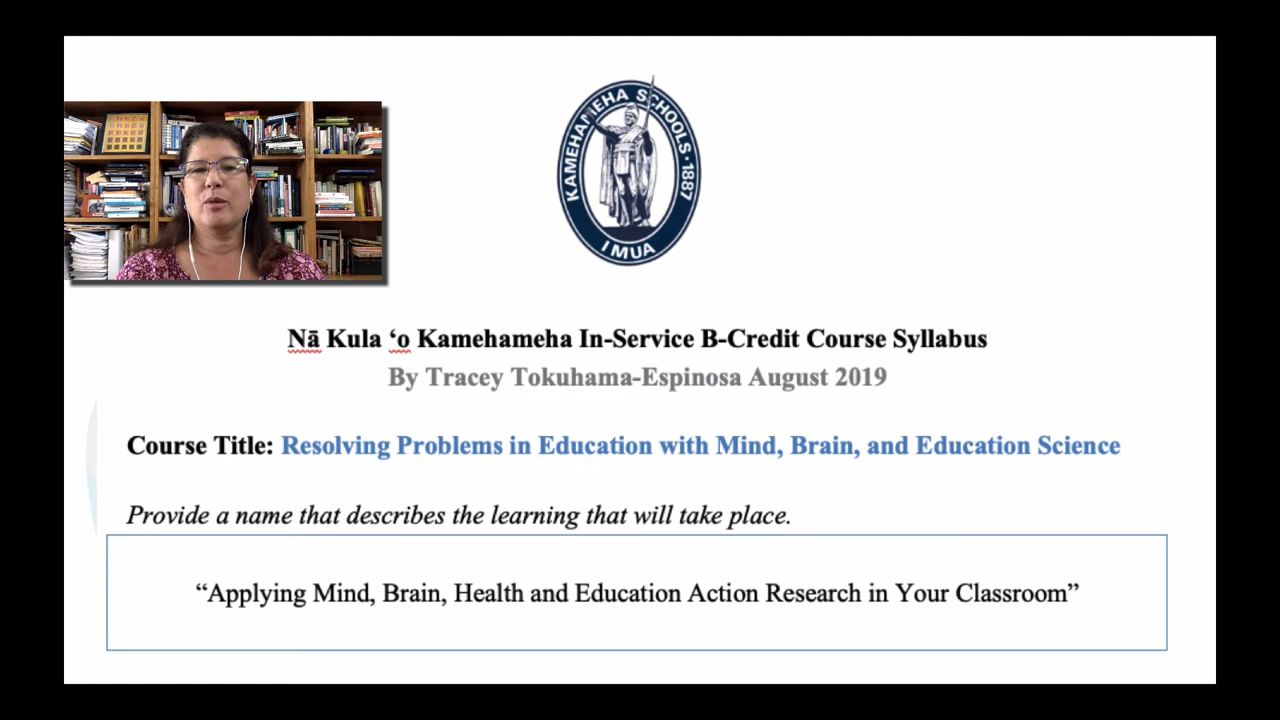 KAMEHAMEHA SCHOOLS · 1887
IMUA
Nā Kula ‘o Kamehameha In-Service B-Credit Course Syllabus
By Tracey Tokuhama-Espinosa August 2019
Course Title: Resolving Problems in Education with Mind, Brain, and Education Science
Provide a name that describes the learning that will take place.
“Applying Mind, Brain, Health and Education Action Research in Your Classroom”